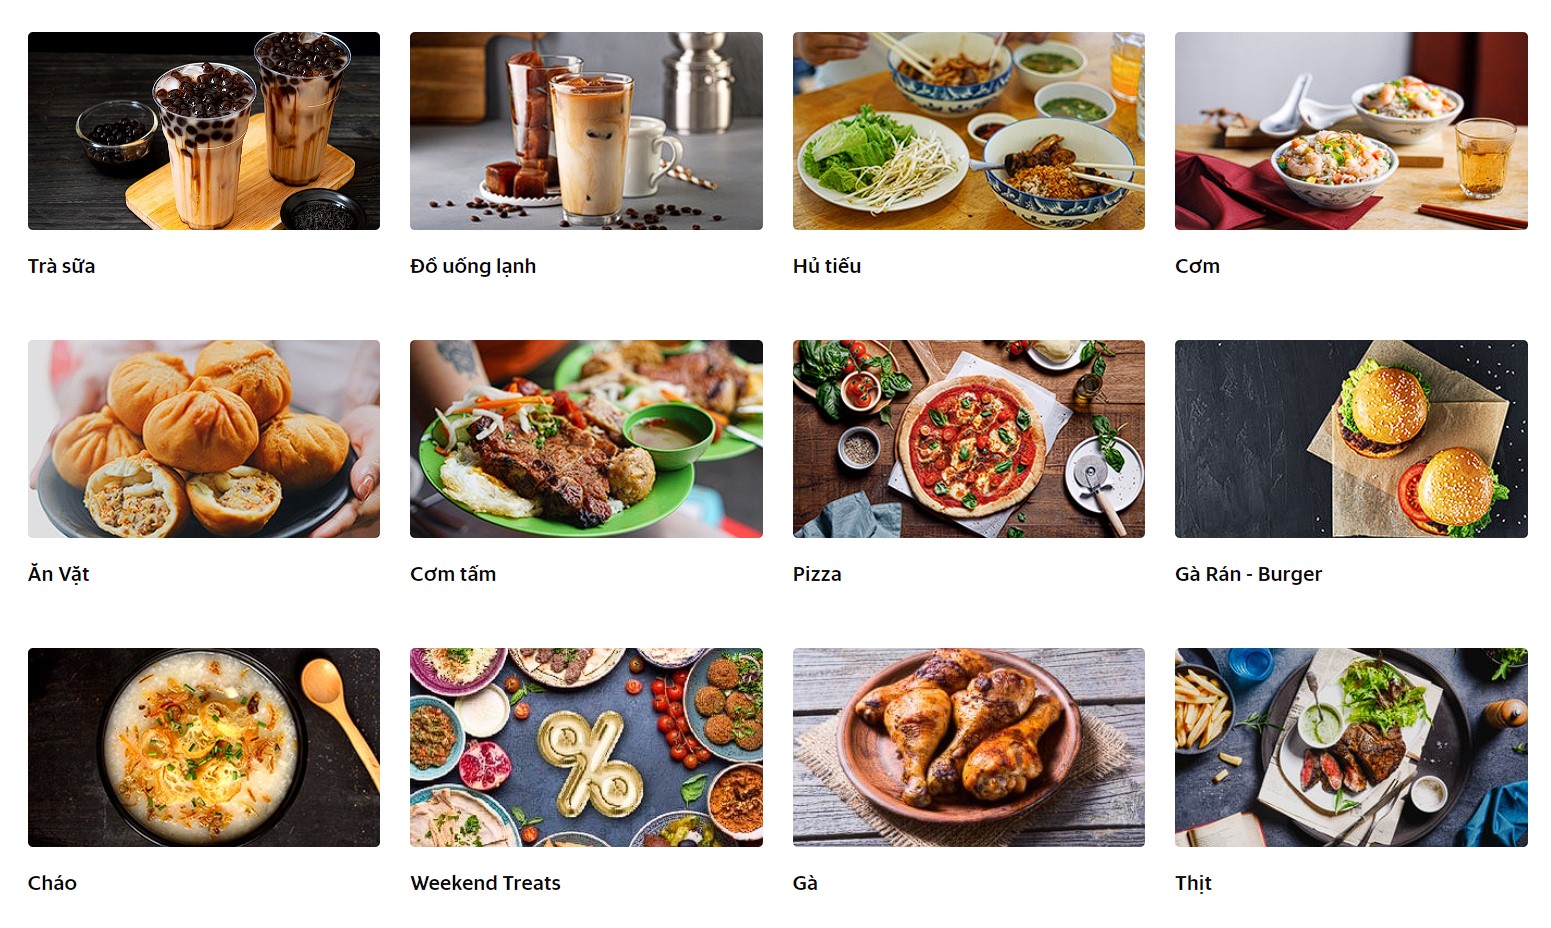 Trà sữa
Đồ uống lạnh
Hủ tiếu
Cơm
Ăn Vặt
Cơm tấm
Pizza
Gà Rán - Burger
Cháo
Weekend Treats
Gà
Thịt